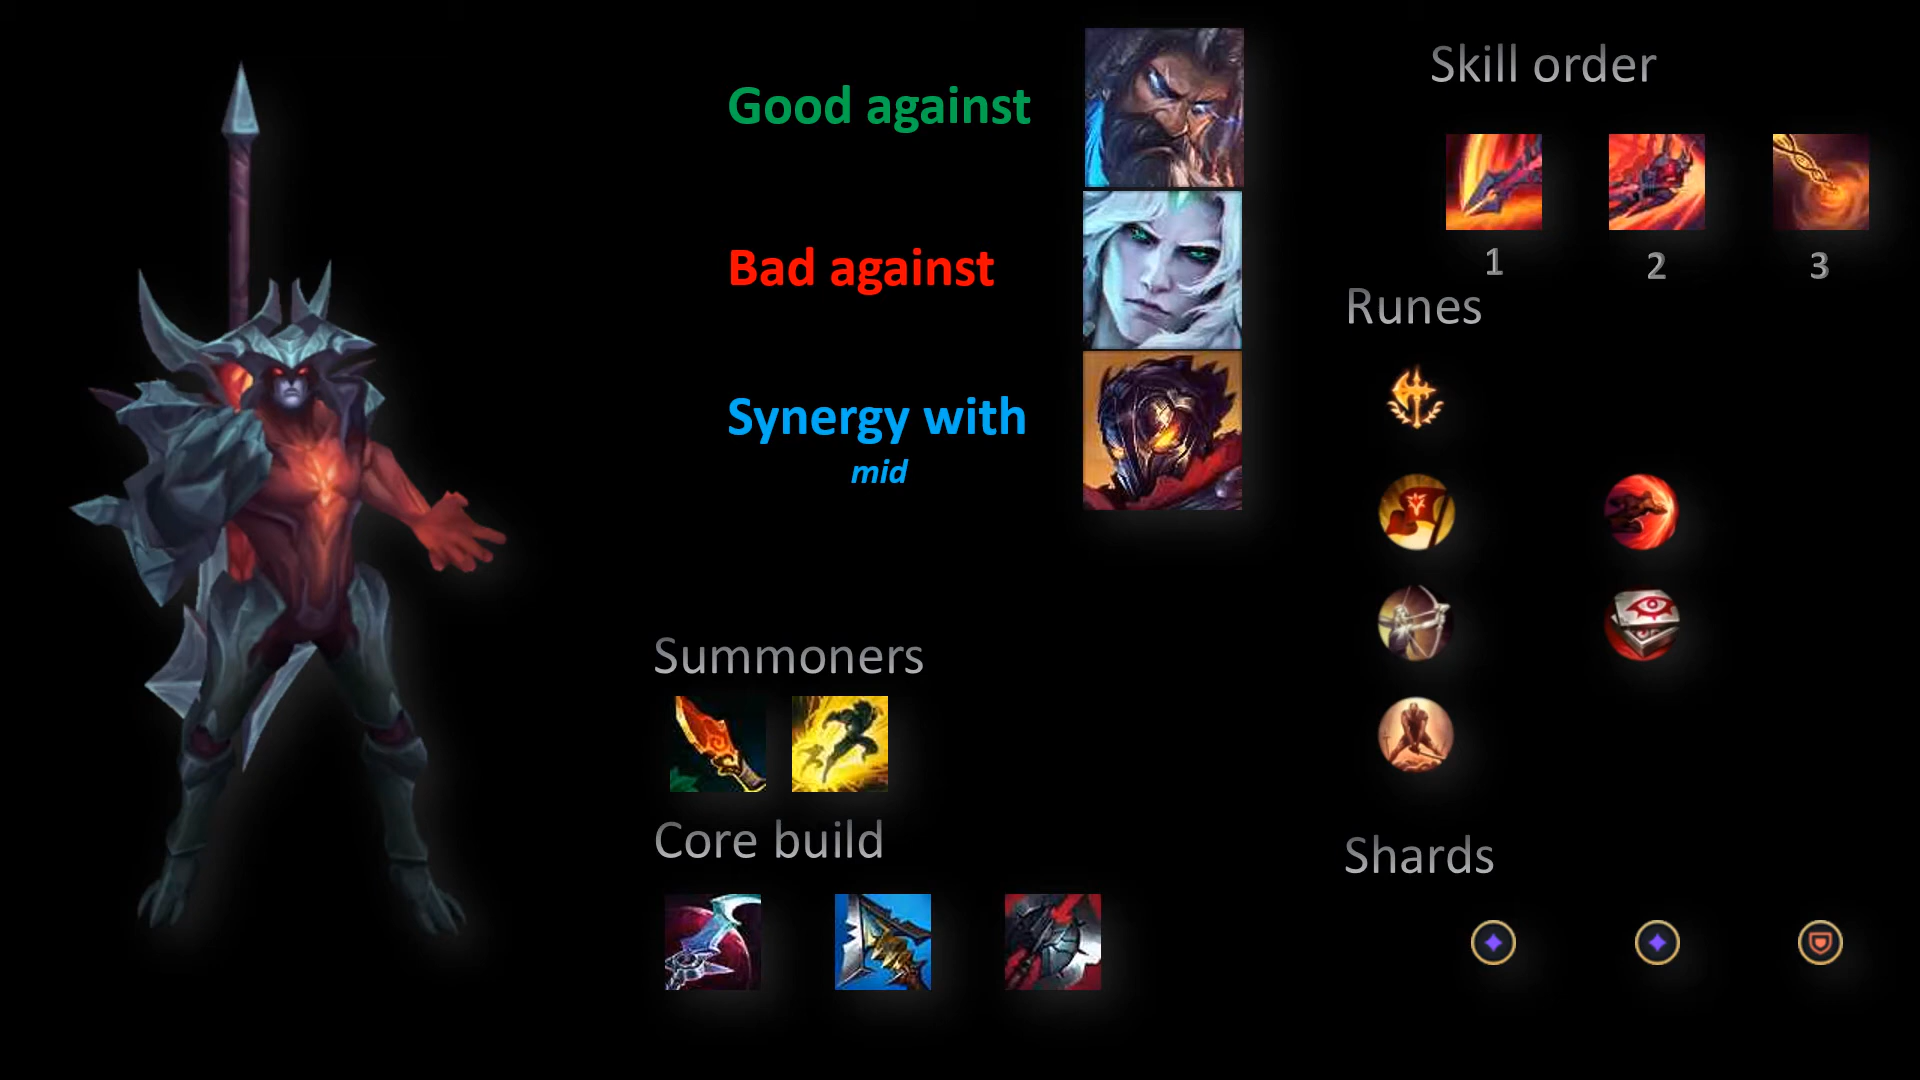 Good against
Bad against
Synergy with
mid
Summoners
Core build
Skill order
1 2 3
Runes
Shards